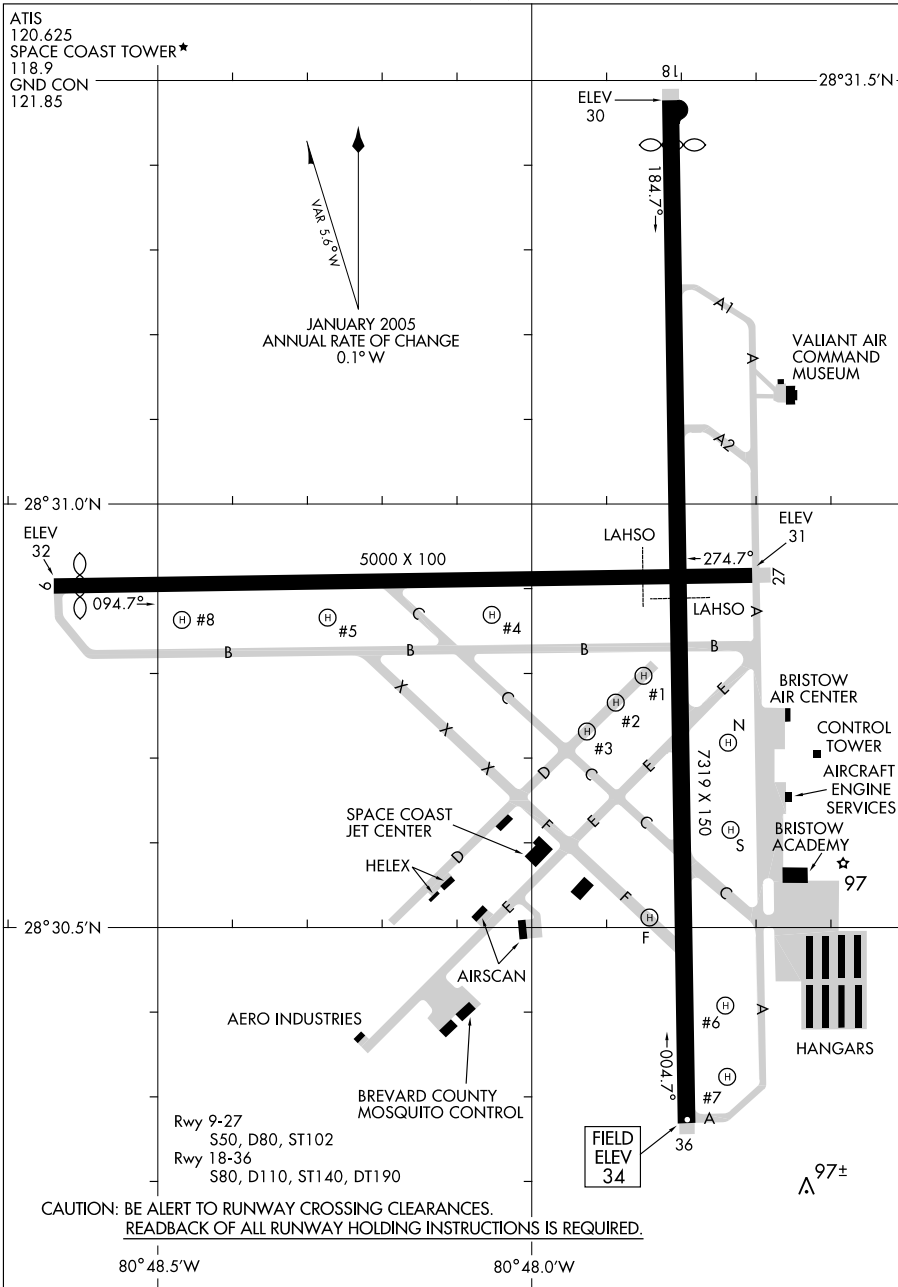 ATIS
120.625
SPACE COAST TOWER★
118.9
GND CON
121.85
18
28°31.5'N
ELEV
30
184.7°
VAR 5.6° W
JANUARY 2005
ANNUAL RATE OF CHANGE
0.1° W
A1
A
VALIANT AIR
COMMAND
MUSEUM
A2
28°31.0'N
ELEV
32
LAHSO
ELEV
31
5000 X 100
274.7°
9
27
094.7°
LAHSO
A
H #8
H #5
H #4
C
B
B
B
B
X
C
H #1
E
BRISTOW
AIR CENTER
H #2
X
H #3
N
H
CONTROL
TOWER
X
D
C
E
7319 X 150
AIRCRAFT
ENGINE
SERVICES
SPACE COAST
JET CENTER
F
E
C
H
S
BRISTOW
ACADEMY
HELEX
D
97
E
F
C
H
F
28°30.5'N
AIRSCAN
AERO INDUSTRIES
H
#6
A
HANGARS
004.7°
H
#7
BREVARD COUNTY
MOSQUITO CONTROL
A
Rwy 9-27
S50, D80, ST102
Rwy 18-36
S80, D110, ST140, DT190
FIELD
ELEV
34
36
97±
CAUTION: BE ALERT TO RUNWAY CROSSING CLEARANCES.
READBACK OF ALL RUNWAY HOLDING INSTRUCTIONS IS REQUIRED.
80°48.5'W
80°48.0'W